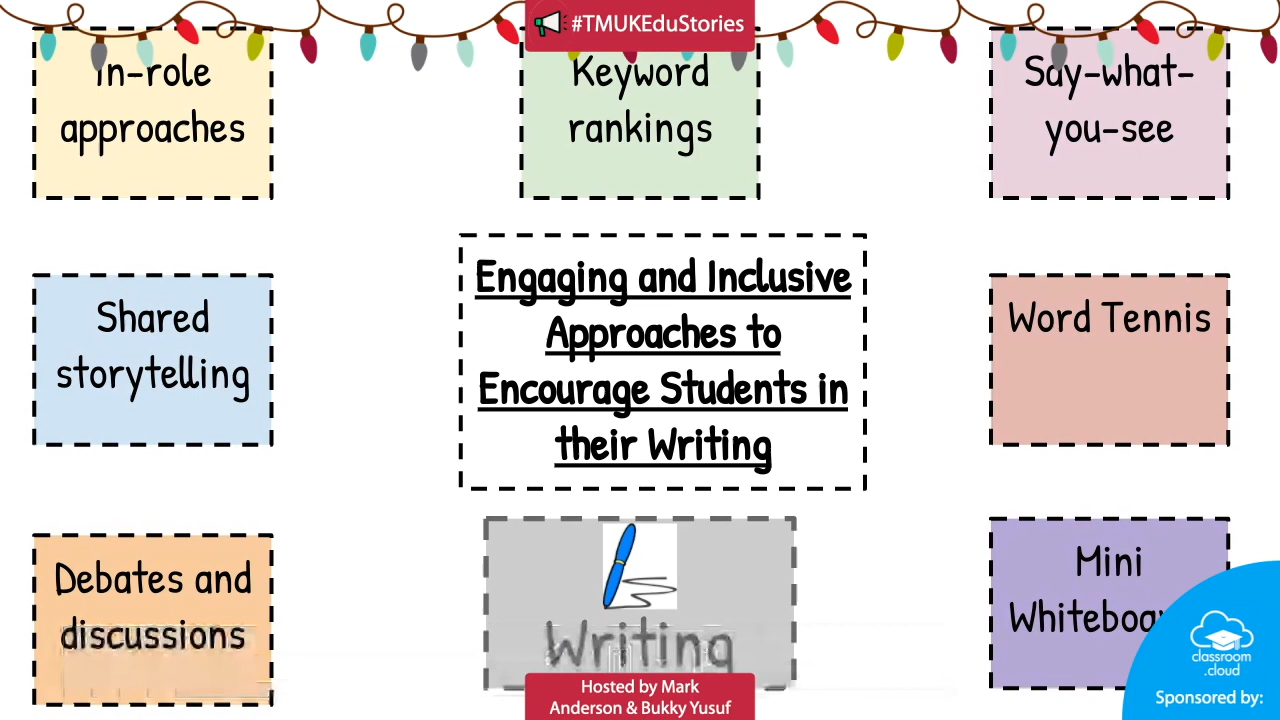 #TMUKEduStories
In-role
approaches
Keyword
rankings
Say-what-
you-see
Engaging and Inclusive
Approaches to
Encourage Students in
their Writing
Shared
storytelling
Word Tennis
Debates and
discussions
Writing
Mini
Hosted by Mark
Anderson & Bukky Yusuf
classroom
.cloud
Sponsored by: